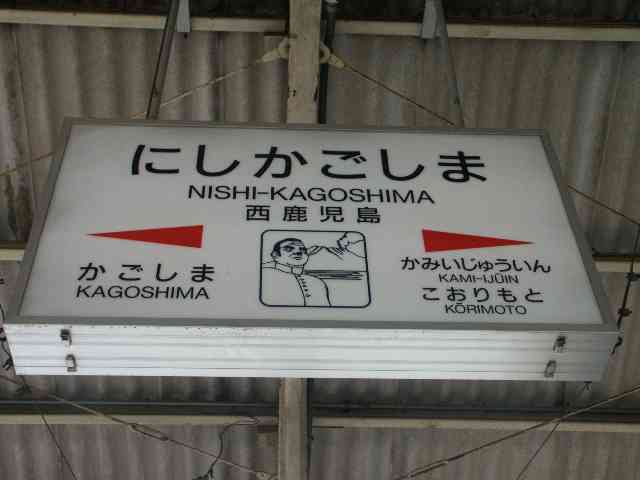 にしかごしま
NISHI-KAGOSHIMA
西鹿児島
かごしま
KAGOSHIMA
かみいじゅういん
KAMI-IJŪIN
こおりもと
KŌRIMOTO